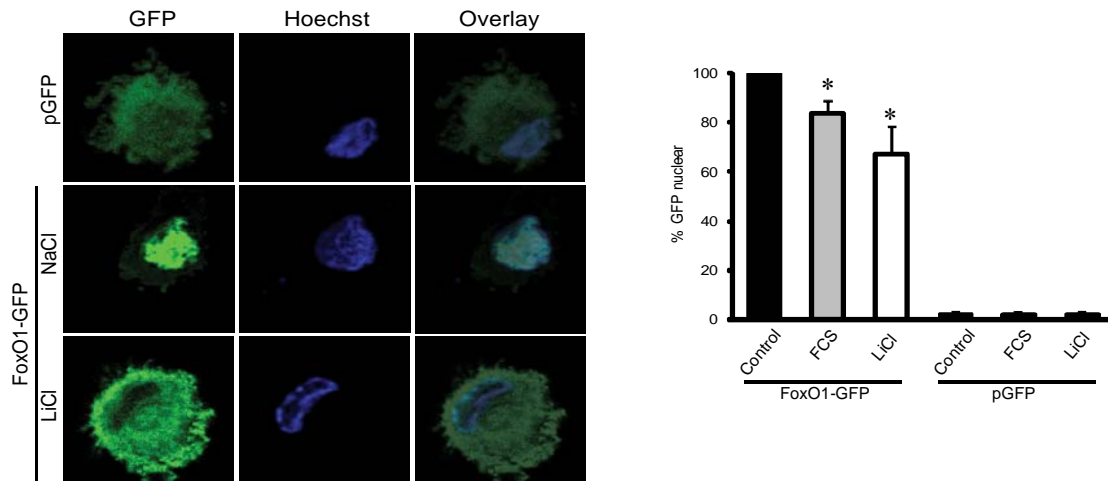 GFP Hoechst Overlay
pGFP
FoxO1-GFP
NaCl
LiCl
% GFP nuclear
100
80
60
40
20
0
* *
Control FCS LiCl Control FCS LiCl
FoxO1-GFP pGFP